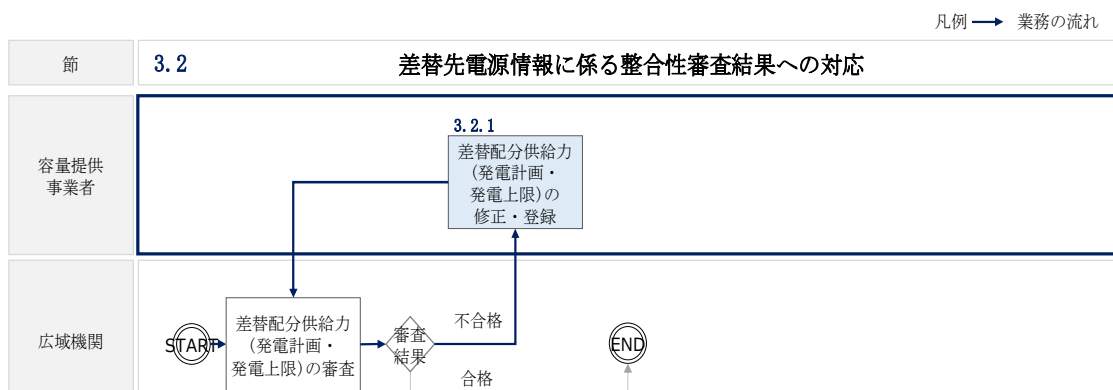 凡例 業務の流れ
節
3.2 差替先電源情報に係る整合性審査結果への対応
容量提供
事業者
3.2.1
差替配分供給力
(発電計画・
発電上限)の
修正・登録
広域機関
START
差替配分供給力
(発電計画・
発電上限)の審査
審査
結果
不合格
合格
END